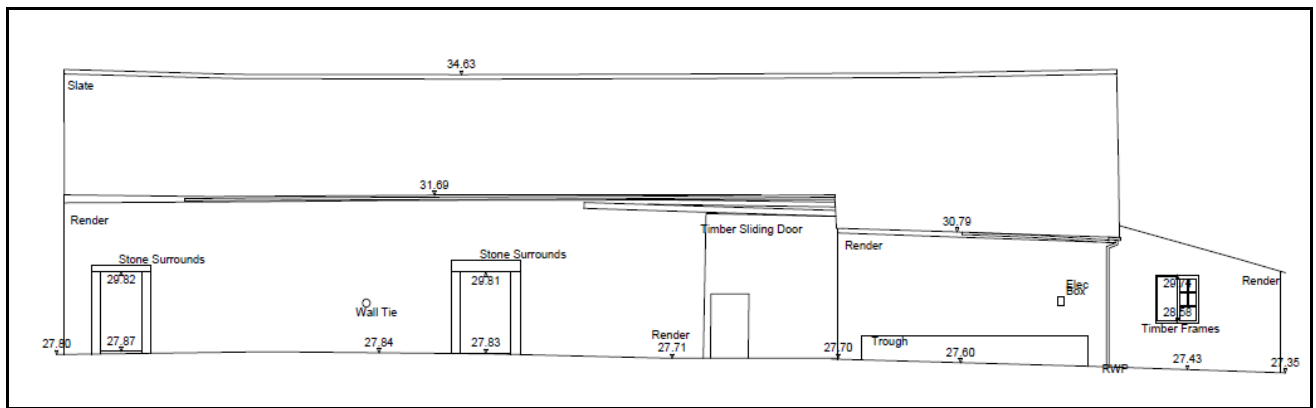 34.63
Slate
31.69
Render
30.79
Timber Sliding Door
Render
Stone Surrounds
Stone Surrounds
29.82
29.81
Render
Elec
Box
29.74
Wall Tie
28.58
Timber Frames
Render
27.80
27.87
27.84
27.83
27.71
27.70
Trough
27.60
RWP
27.43
27.35